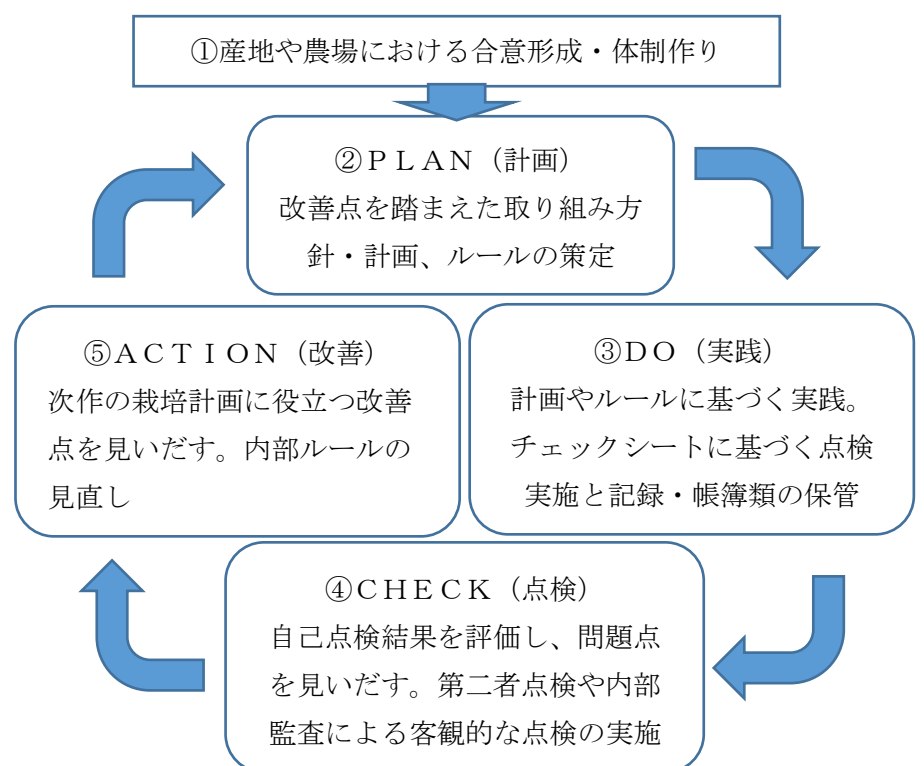 ①産地や農場における合意形成・体制作り
②ＰＬＡＮ（計画）
改善点を踏まえた取り組み方
針・計画、ルールの策定
③ＤＯ（実践）
計画やルールに基づく実践。
チェックシートに基づく点検
実施と記録・帳簿類の保管
④ＣＨＥＣＫ（点検）
自己点検結果を評価し、問題点
を見いだす。第二者点検や内部
監査による客観的な点検の実施
⑤ＡＣＴＩＯＮ（改善）
次作の栽培計画に役立つ改善
点を見いだす。内部ルールの
見直し